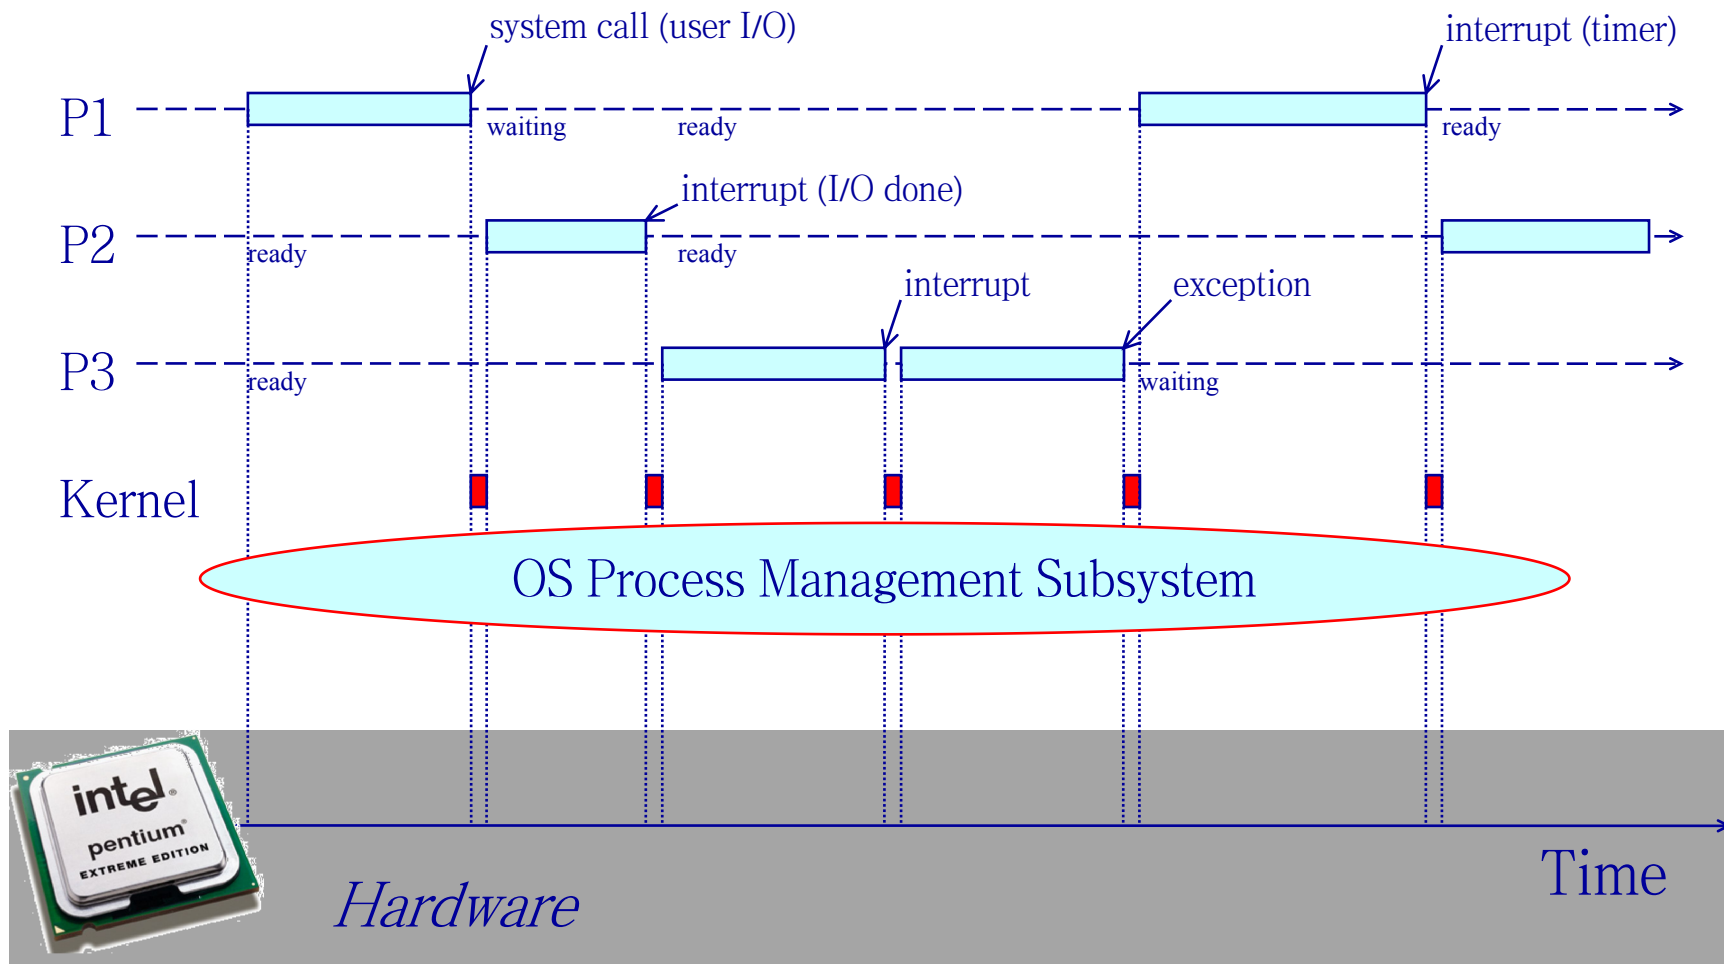 system call (user I/O)
interrupt (timer)
P1
waiting
ready
ready
interrupt (I/O done)
P2
ready
ready
interrupt
exception
P3
ready
waiting
Kernel
OS Process Management Subsystem
intel®
pentium®
EXTREME EDITION
Time
Hardware